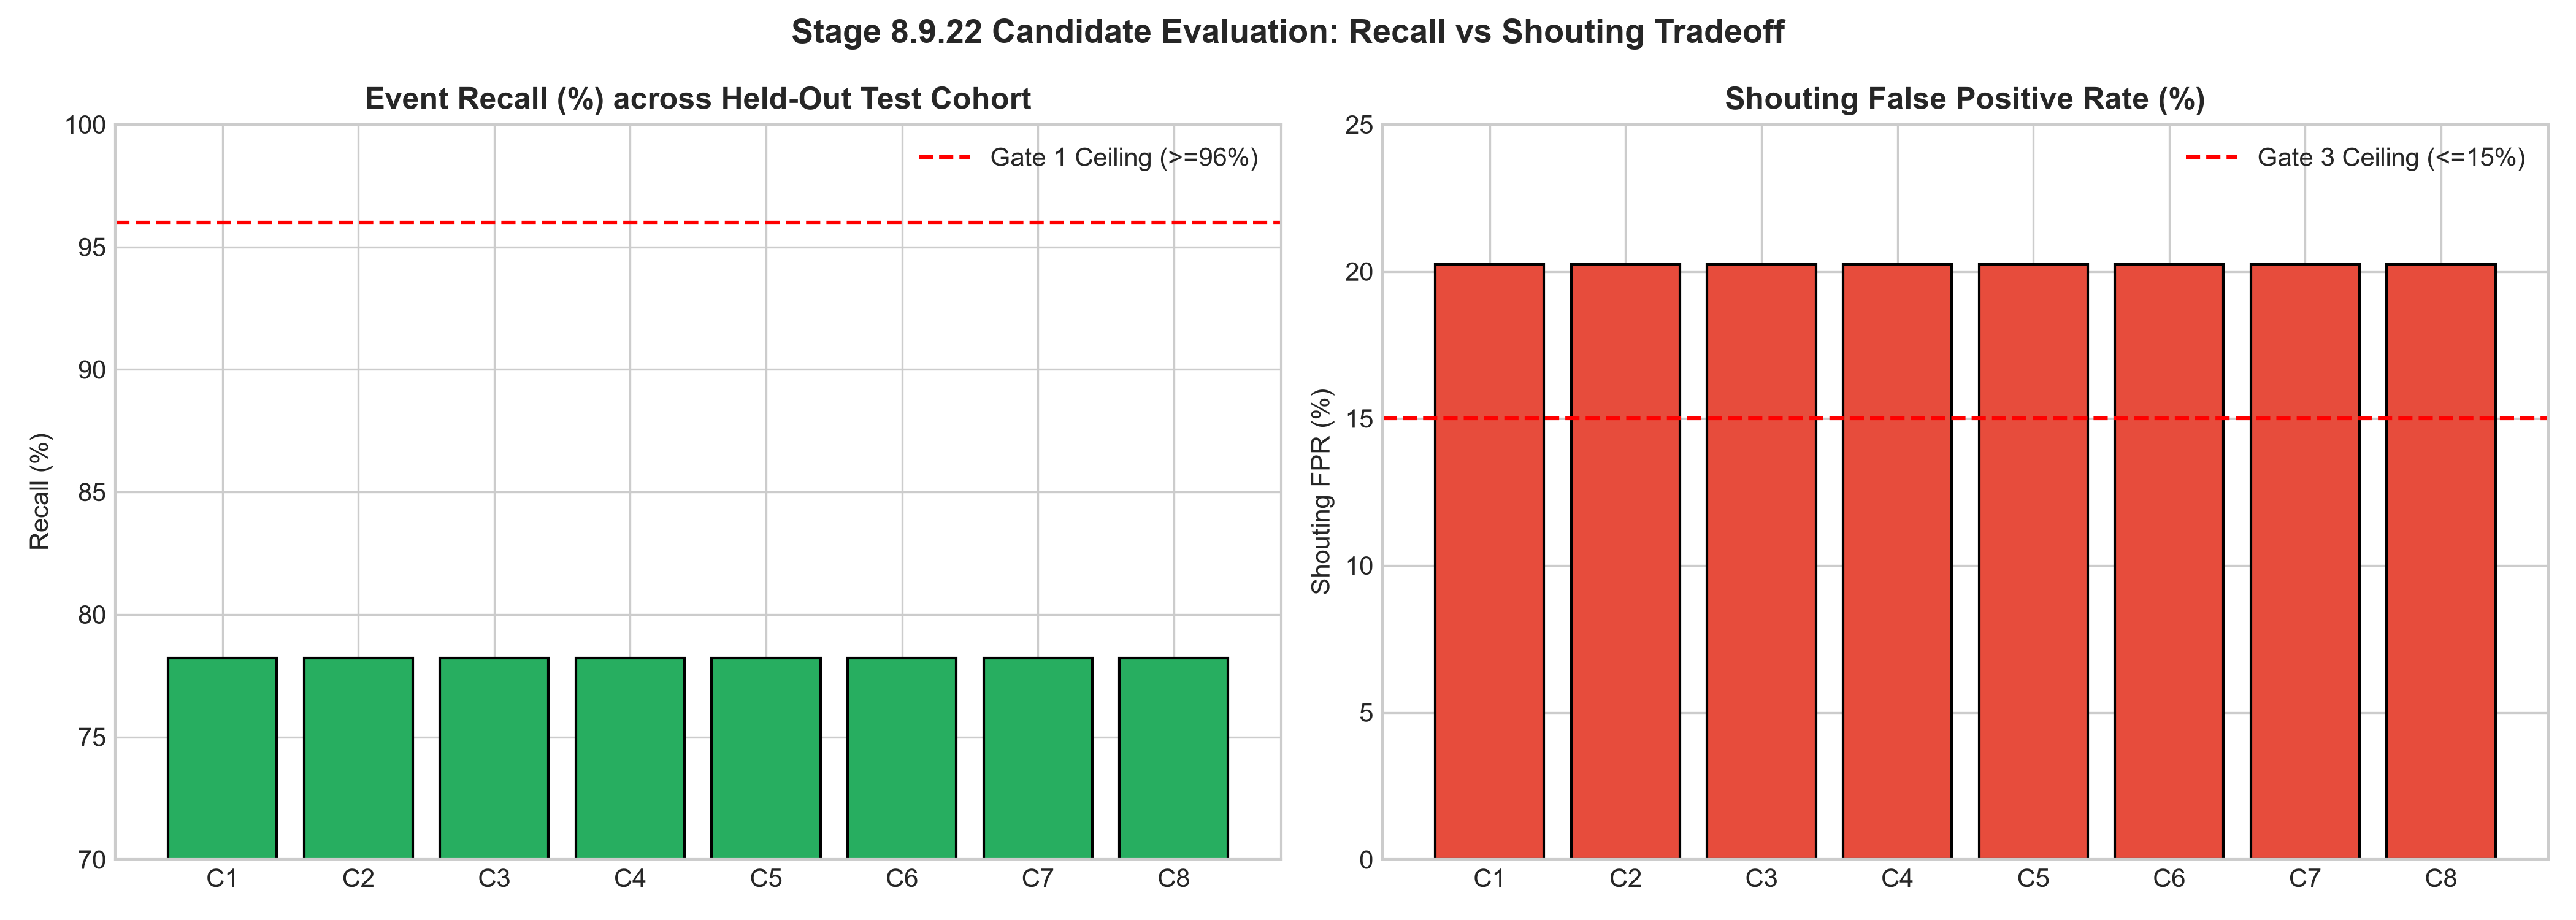 Stage 8.9.22 Candidate Evaluation: Recall vs Shouting Tradeoff
Event Recall (%) across Held-Out Test Cohort
100
95
90
85
80
75
70
Recall (%)
Gate 1 Ceiling (>=96%)
C1 C2 C3 C4 C5 C6 C7 C8
Shouting False Positive Rate (%)
25
20
15
10
5
0
Shouting FPR (%)
Gate 3 Ceiling (<=15%)
C1 C2 C3 C4 C5 C6 C7 C8